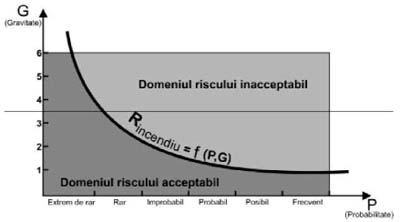 G
(Gravitate)
6
5
4
3
2
1
Domeniul riscului inacceptabil
Rincendiu = f (P,G)
Domeniul riscului acceptabil
Extrem de rar Rar Improbabil Probabil Posibil Frecvent
P
(Probabilitate)